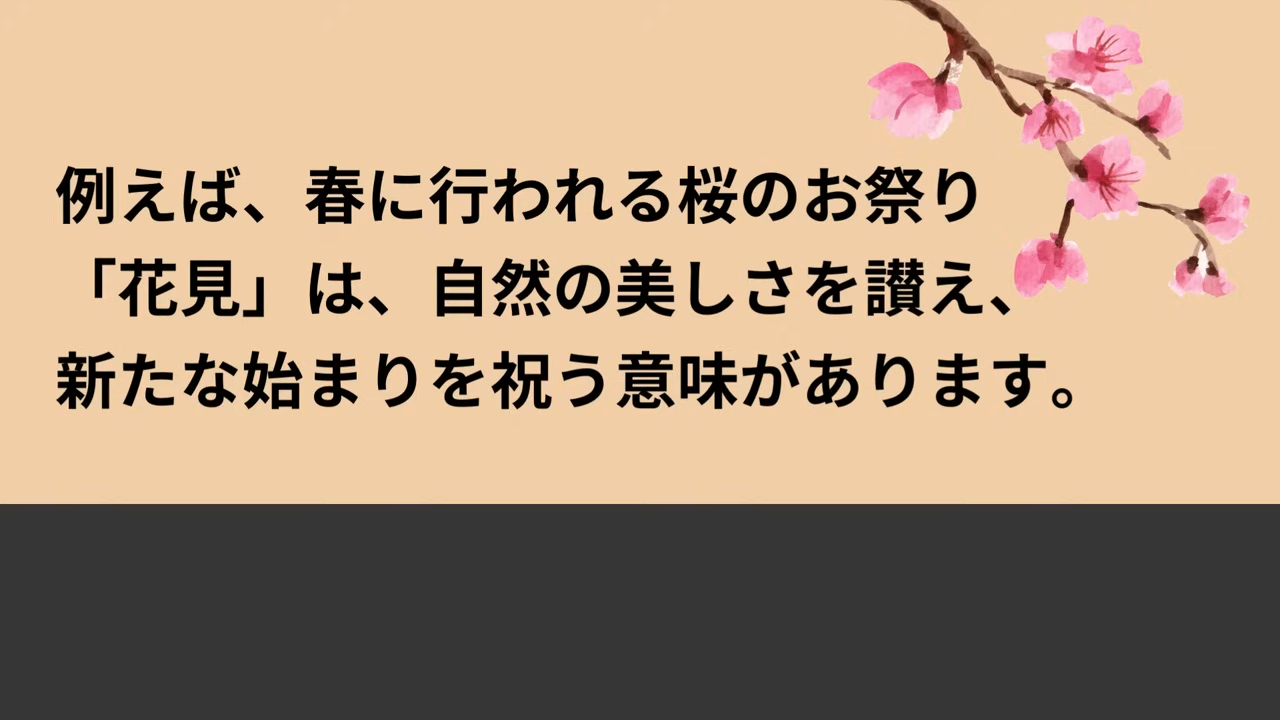 例えば、春に行われる桜のお祭り
「花見」は、自然の美しさを讃え、
新たな始まりを祝う意味があります。